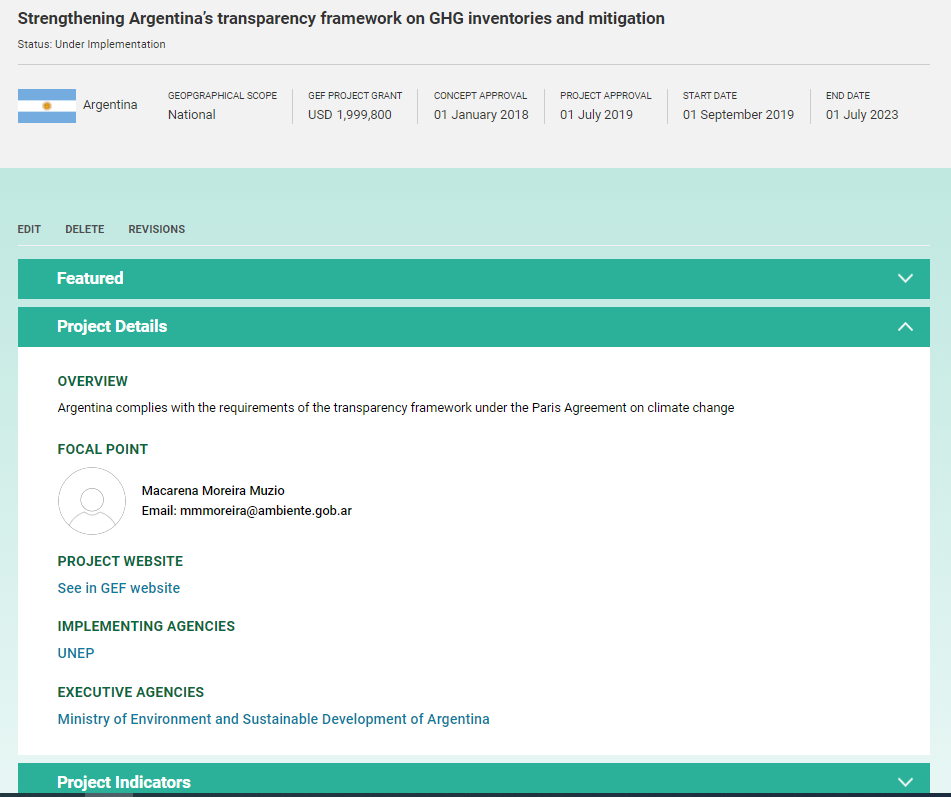 Strengthening Argentina’s transparency framework on GHG inventories and mitigation
Status: Under Implementation
Argentina
GEOPGRAPHICAL SCOPE
National
GEF PROJECT GRANT
USD 1,999,800
CONCEPT APPROVAL
01 January 2018
PROJECT APPROVAL
01 July 2019
START DATE
01 September 2019
END DATE
01 July 2023
EDIT DELETE REVISIONS
Featured
Project Details
OVERVIEW
Argentina complies with the requirements of the transparency framework under the Paris Agreement on climate change
FOCAL POINT
Macarena Moreira Muzio
Email: mmmoreira@ambiente.gob.ar
PROJECT WEBSITE
See in GEF website
IMPLEMENTING AGENCIES
UNEP
EXECUTIVE AGENCIES
Ministry of Environment and Sustainable Development of Argentina
Project Indicators